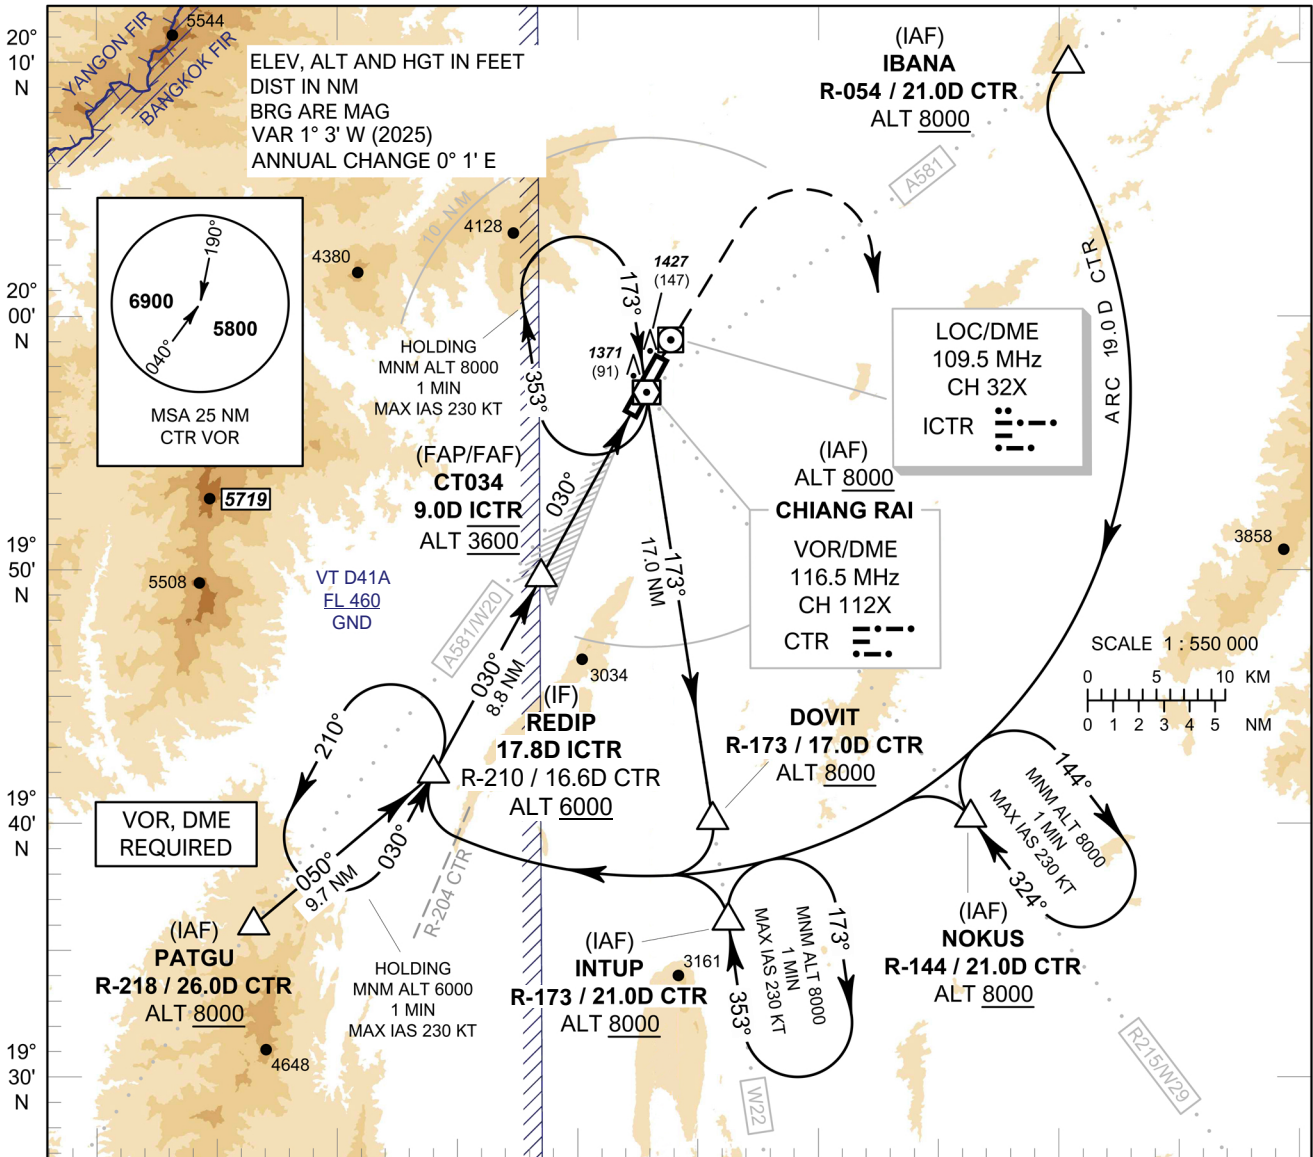 5544
20°
10'
N
YANGON FIR
BANGKOK FIR
ELEV, ALT AND HGT IN FEET
DIST IN NM
BRG ARE MAG
VAR 1° 3' W (2025)
ANNUAL CHANGE 0° 1' E
(IAF)
IBANA
R-054 / 21.0D CTR
ALT 8000
A581
190°
6900
5800
040°
MSA 25 NM
CTR VOR
10 NM
4128
4380
1427
(147)
173°
1371
(91)
20°
00'
N
HOLDING
MNM ALT 8000
1 MIN
MAX IAS 230 KT
353°
LOC/DME
109.5 MHz
CH 32X
ICTR
ARC 19.0 D CTR
(FAP/FAF)
CT034
9.0D ICTR
ALT 3600
030°
(IAF)
ALT 8000
CHIANG RAI
VOR/DME
116.5 MHz
CH 112X
CTR
5719
5508
19°
50'
N
VT D41A
FL 460
GND
173°
17.0 NM
3858
A581/W20
SCALE 1 : 550 000
0 5 10 KM
0 1 2 3 4 5 NM
3034
030°
8.8 NM
(IF)
REDIP
17.8D ICTR
R-210 / 16.6D CTR
ALT 6000
DOVIT
R-173 / 17.0D CTR
ALT 8000
210°
19°
40'
N
VOR, DME
REQUIRED
050°
9.7 NM
030°
R-204 CTR
144°
MNM ALT 8000
1 MIN
MAX IAS 230 KT
324°
(IAF)
PATGU
R-218 / 26.0D CTR
ALT 8000
HOLDING
MNM ALT 6000
1 MIN
MAX IAS 230 KT
(IAF)
INTUP
R-173 / 21.0D CTR
ALT 8000
3161
173°
MNM ALT 8000
1 MIN
MAX IAS 230 KT
353°
(IAF)
NOKUS
R-144 / 21.0D CTR
ALT 8000
19°
30'
N
4648
W22
R215/W29